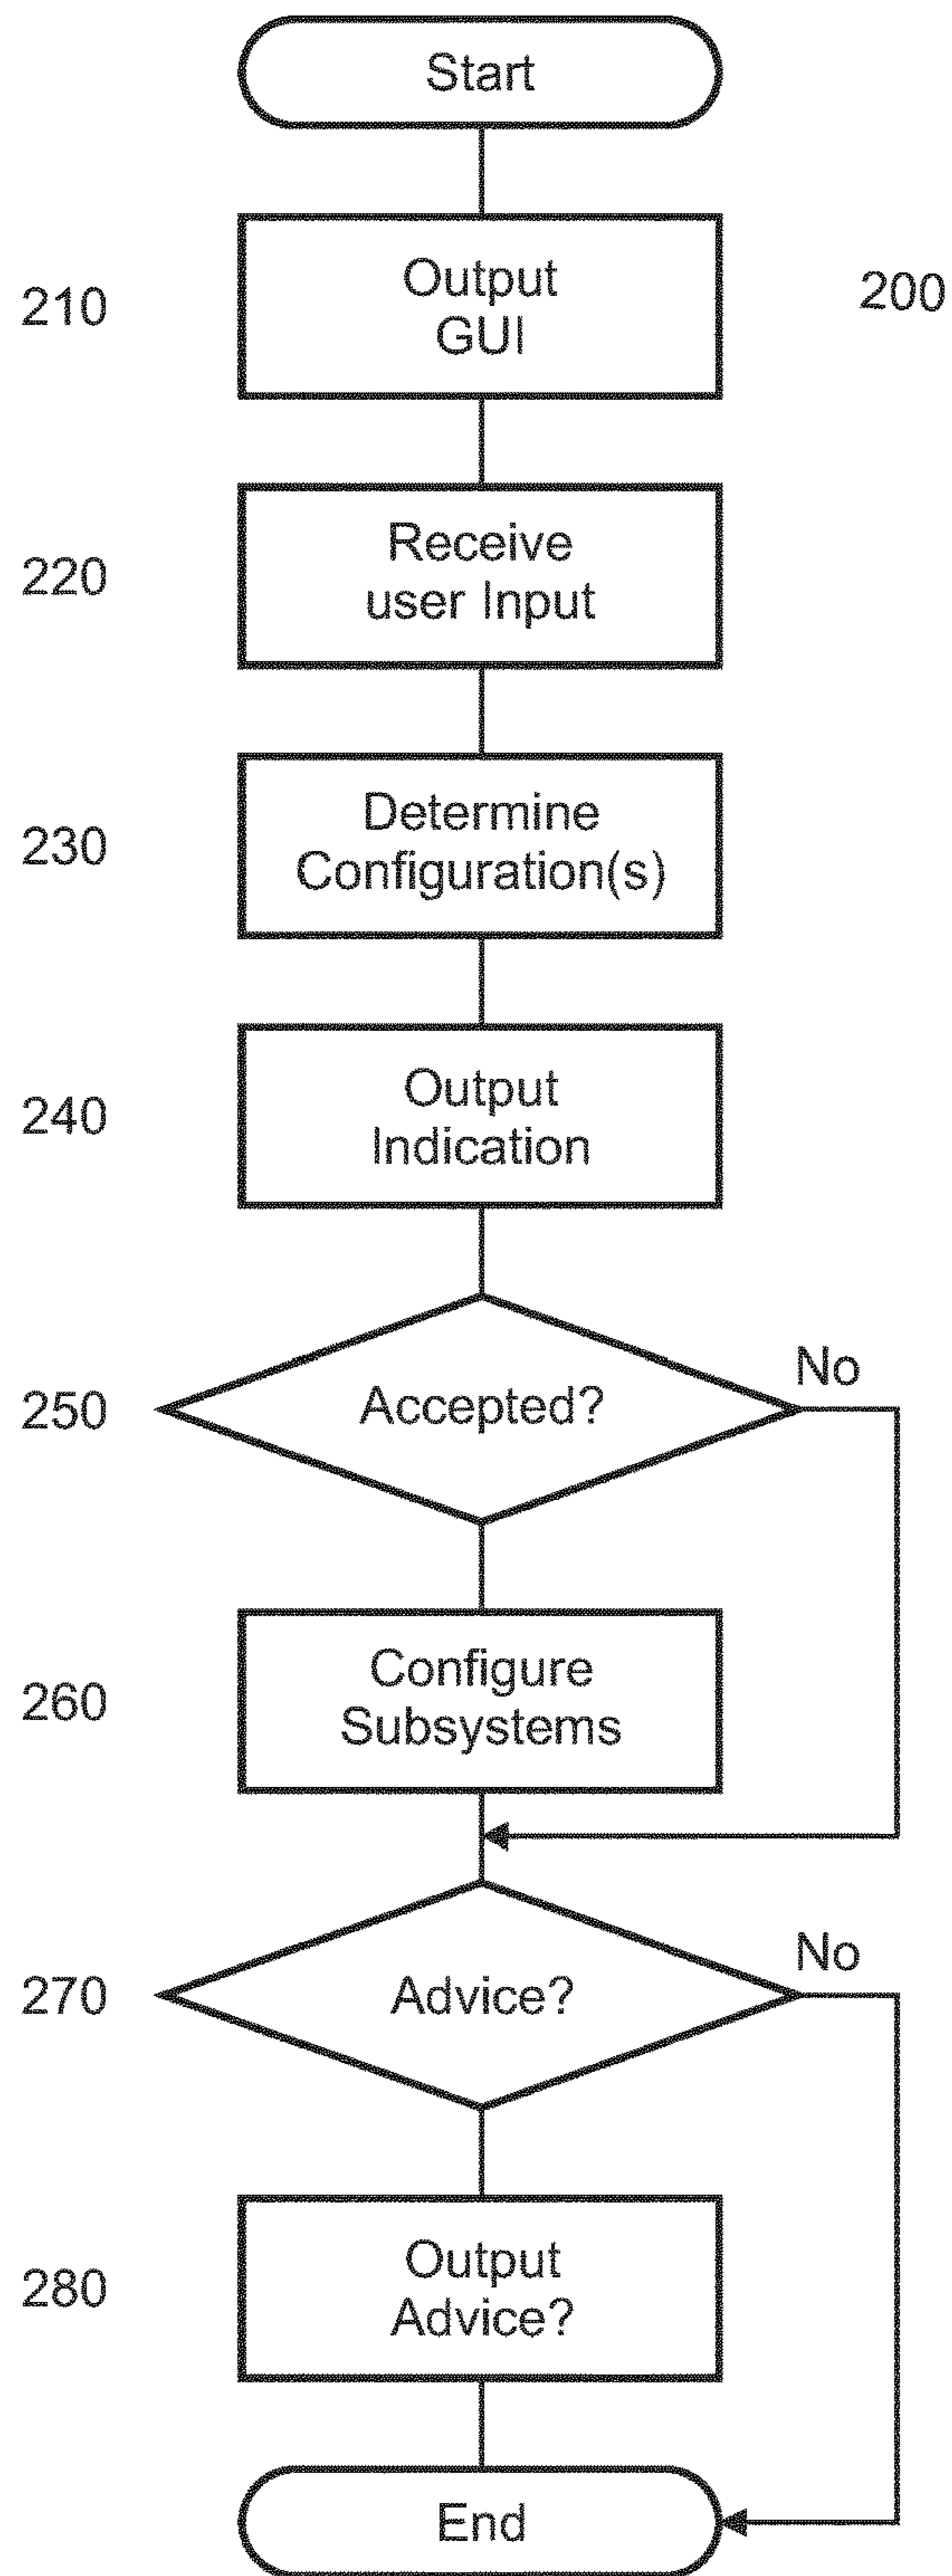 Start
210
Output
GUI
200
220
Receive
user Input
230
Determine
Configuration(s)
240
Output
Indication
250
Accepted?
No
260
Configure
Subsystems
270
Advice?
No
280
Output
Advice?
End